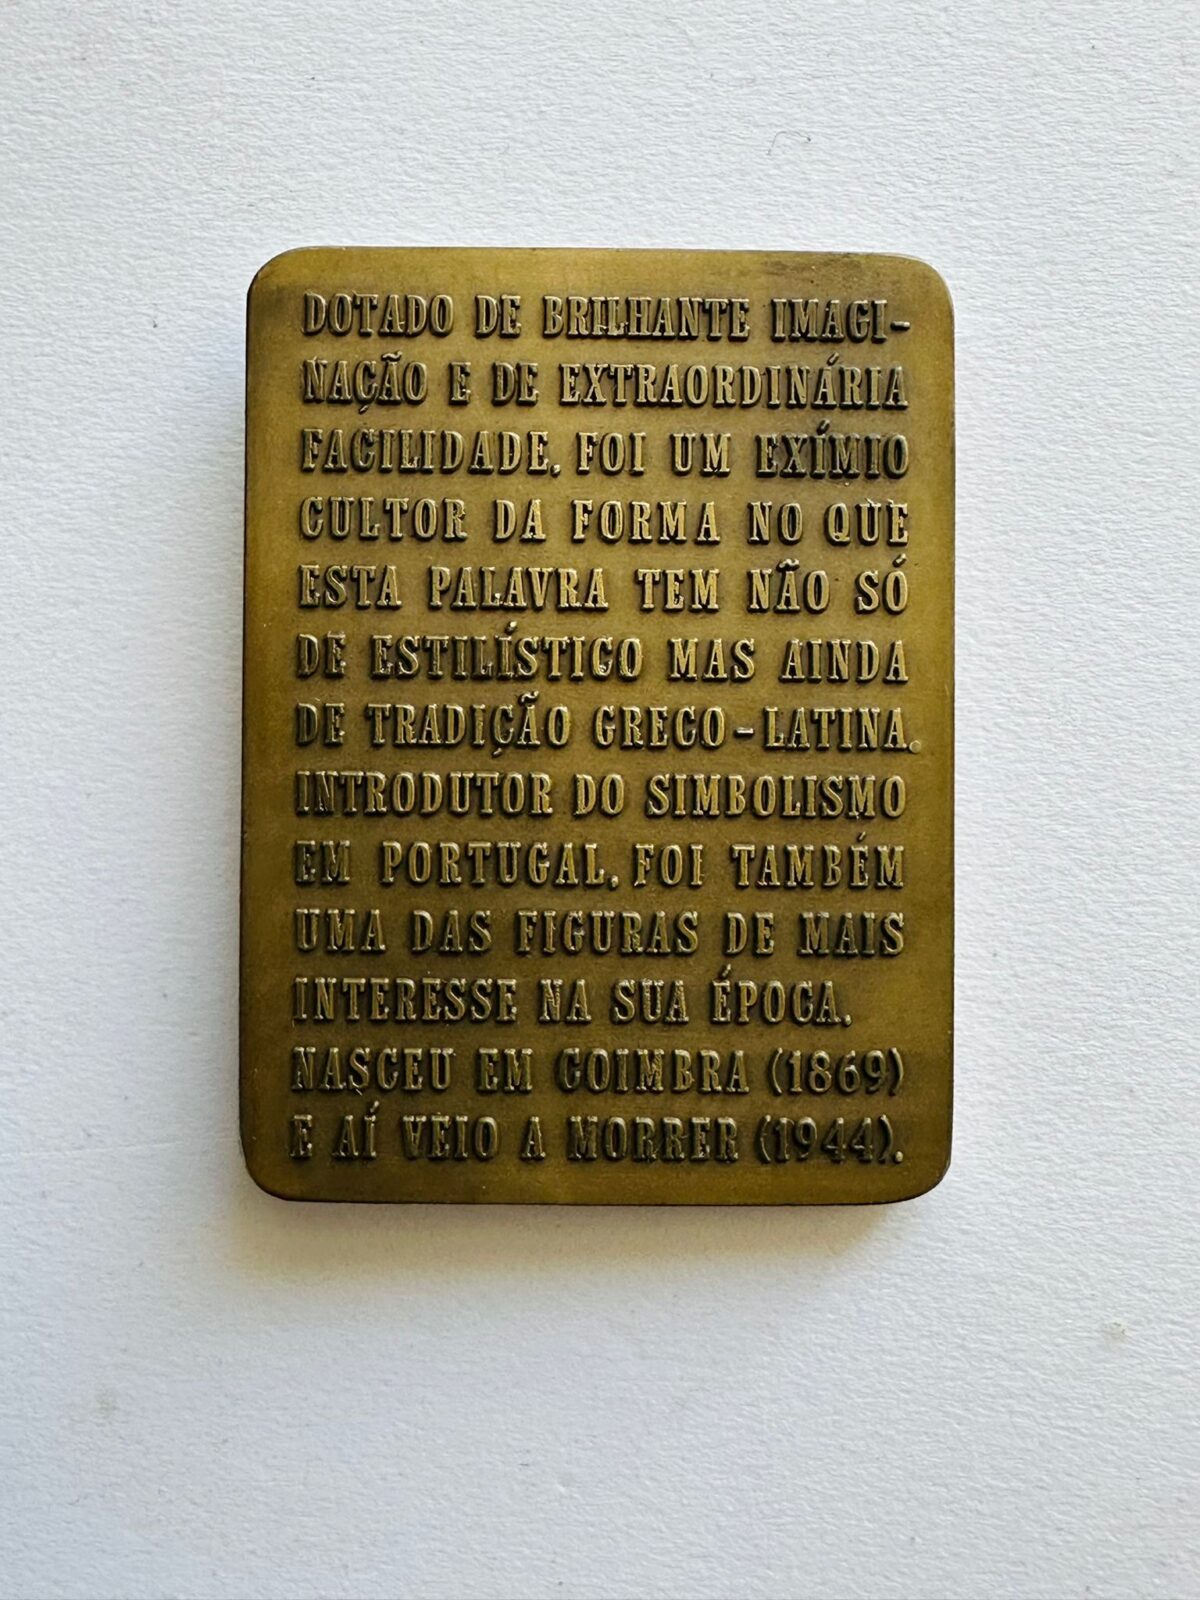 DOTADO DE BRILHANTE IMAGI-
NAÇÃO E DE EXTRAORDINÁRIA
FACILIDADE, FOI UM EXÍMIO
CULTOR DA FORMA NO QUE
ESTA PALAVRA TEM NÃO SÓ
DE ESTILÍSTICO MAS AINDA
DE TRADIÇÃO GRECO-LATINA.
INTRODUTOR DO SIMBOLISMO
EM PORTUGAL, FOI TAMBÉM
UMA DAS FIGURAS DE MAIS
INTERESSE NA SUA ÉPOCA.
NASCEU EM COIMBRA (1869)
E AÍ VEIO A MORRER (1944).